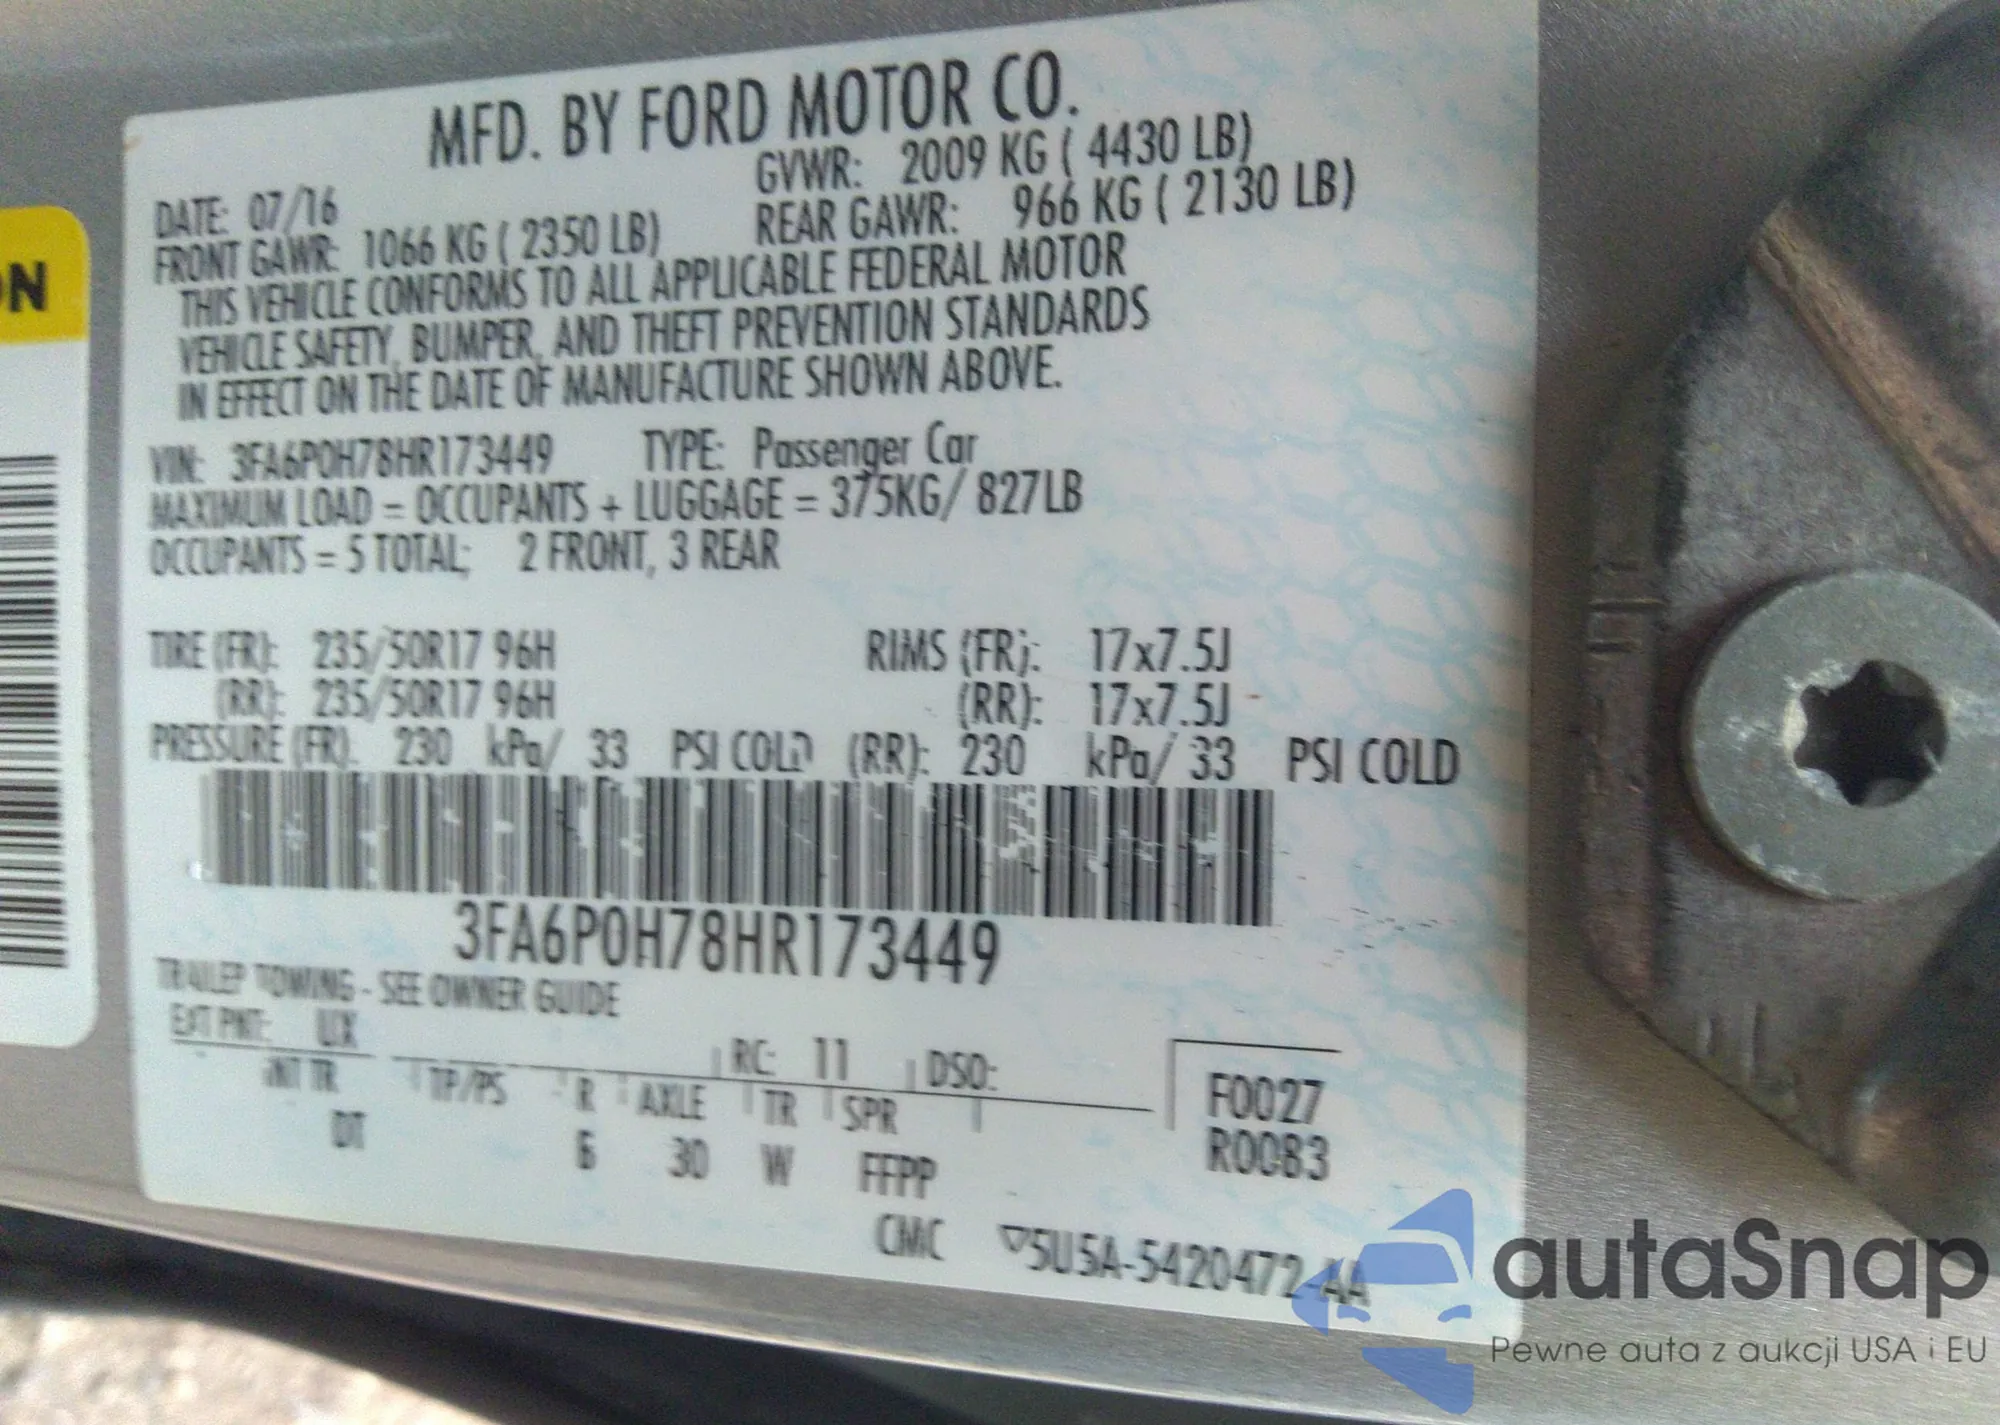 MFD. BY FORD MOTOR CO.
DATE: 07/16 GVWR: 2009 KG ( 4430 LB)
FRONT GAWR: 1066 KG ( 2350 LB) REAR GAWR: 966 KG ( 2130 LB)
THIS VEHICLE CONFORMS TO ALL APPLICABLE FEDERAL MOTOR
VEHICLE SAFETY, BUMPER, AND THEFT PREVENTION STANDARDS
IN EFFECT ON THE DATE OF MANUFACTURE SHOWN ABOVE.
VIN: 3FA6P0H78HR173449 TYPE: Passenger Car
MAXIMUM LOAD = OCCUPANTS + LUGGAGE = 375KG/ 827LB
OCCUPANTS = 5 TOTAL; 2 FRONT, 3 REAR
TIRE (FR): 235/50R17 96H RIMS (FR): 17x7.5J
(RR): 235/50R17 96H (RR): 17x7.5J
PRESSURE (FR): 230 kPa/ 33 PSI COLD (RR): 230 kPa/ 33 PSI COLD
3FA6P0H78HR173449
TRAILER TOWING - SEE OWNER GUIDE
EXT PNT: UX RC: 11 DSO:
INT TR TP/PS R AXLE TR SPR F0027
DT 6 30 W FFPP R0083
CMC ▽5U5A-5420472-AA
ON
autaSnap
Pewne auta z aukcji USA i EU